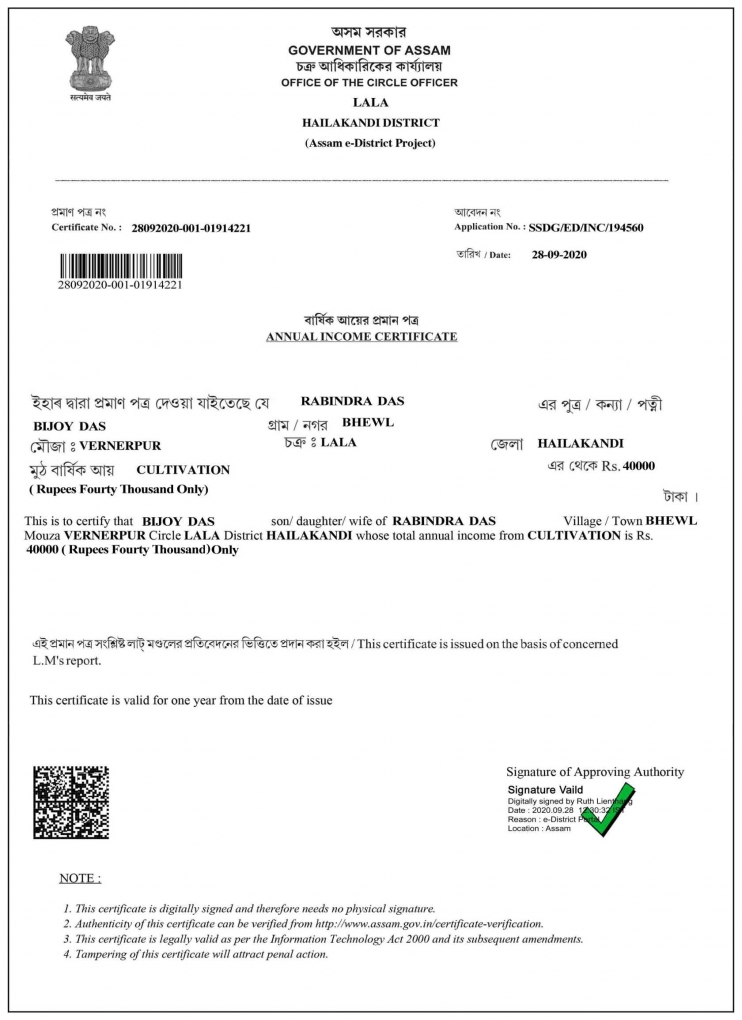 सत्यमेव जयते
অসম সরকার
GOVERNMENT OF ASSAM
চক্ৰ আধিকাৰিকের কার্য্যালয়
OFFICE OF THE CIRCLE OFFICER
LALA
HAILAKANDI DISTRICT
(Assam e-District Project)
প্রমাণ পত্র নং
Certificate No. : 28092020-001-01914221
আবেদন নং
Application No. : SSDG/ED/INC/194560
তারিখ / Date: 28-09-2020
28092020-001-01914221
বার্ষিক আয়ের প্রমান পত্র
ANNUAL INCOME CERTIFICATE
ইহাৰ দ্বাৰা প্রমাণ পত্র দেওয়া যাইতেছে যে RABINDRA DAS এর পুত্র / কন্যা / পত্নী
BIJOY DAS গ্রাম / নগর BHEWL
মৌজা : VERNERPUR চক্ৰ : LALA জেলা HAILAKANDI
মুঠ বার্ষিক আয় CULTIVATION এর থেকে Rs. 40000
( Rupees Fourty Thousand Only)
টাকা ।
This is to certify that BIJOY DAS son/ daughter/ wife of RABINDRA DAS Village / Town BHEWL
Mouza VERNERPUR Circle LALA District HAILAKANDI whose total annual income from CULTIVATION is Rs.
40000 ( Rupees Fourty Thousand)Only
এই প্রমান পত্র সংশ্লিষ্ট লাট্ মণ্ডলের প্রতিবেদনের ভিত্তিতে প্রদান করা হইল / This certificate is issued on the basis of concerned
L.M's report.
This certificate is valid for one year from the date of issue
Signature of Approving Authority
Signature Vaild
Digitally signed by Ruth Lienthang
Date : 2020.09.28
Reason : e-District Portal
Location : Assam
NOTE :
1. This certificate is digitally signed and therefore needs no physical signature.
2. Authenticity of this certificate can be verified from http://www.assam.gov.in/certificate-verification.
3. This certificate is legally valid as per the Information Technology Act 2000 and its subsequent amendments.
4. Tampering of this certificate will attract penal action.